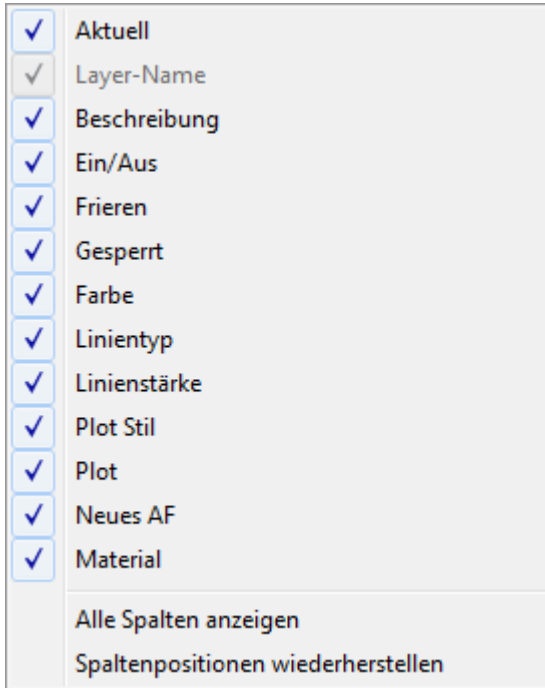 Aktuell
Layer-Name
Beschreibung
Ein/Aus
Frieren
Gesperrt
Farbe
Linientyp
Linienstärke
Plot Stil
Plot
Neues AF
Material
Alle Spalten anzeigen
Spaltenpositionen wiederherstellen